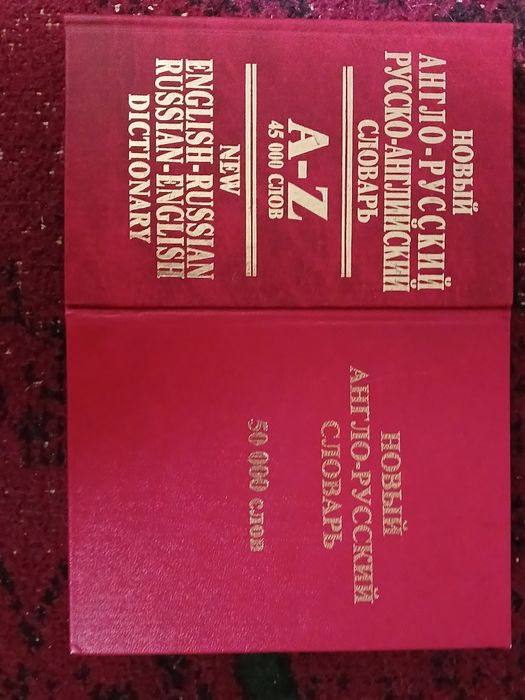 НОВЫЙ
АНГЛО-РУССКИЙ
РУССКО-АНГЛИЙСКИЙ
СЛОВАРЬ
A-Z
45 000 СЛОВ
NEW
ENGLISH-RUSSIAN
RUSSIAN-ENGLISH
DICTIONARY
НОВЫЙ
АНГЛО-РУССКИЙ
СЛОВАРЬ
50 000 СЛОВ